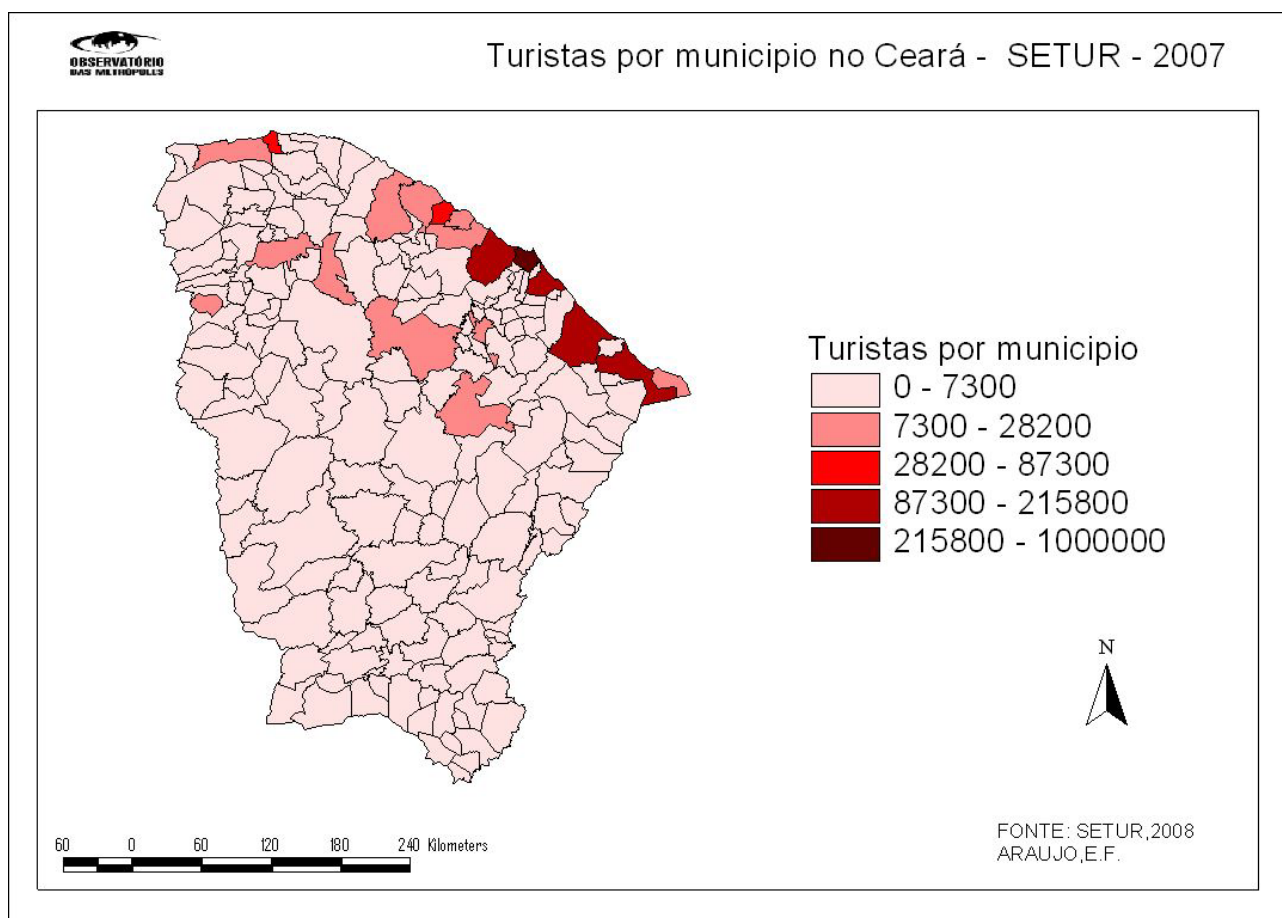 OBSERVATÓRIO
DAS METRÓPOLES
Turistas por municipio no Ceará - SETUR - 2007
Turistas por municipio
0 - 7300
7300 - 28200
28200 - 87300
87300 - 215800
215800 - 1000000
N
60 0 60 120 180 240 Kilometers
FONTE: SETUR,2008
ARAUJO,E.F.